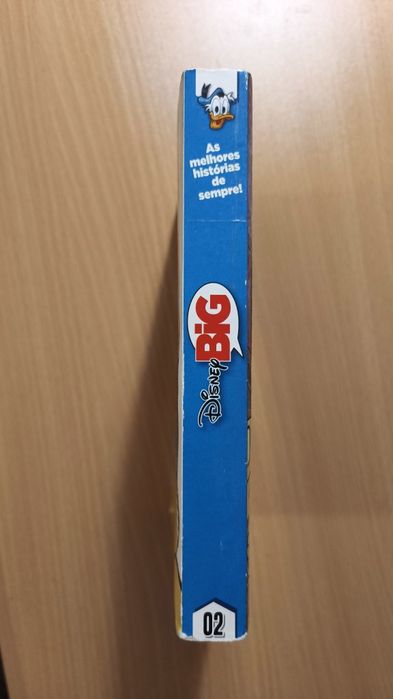 As
melhores
histórias
de
sempre!
Disney BiG
02